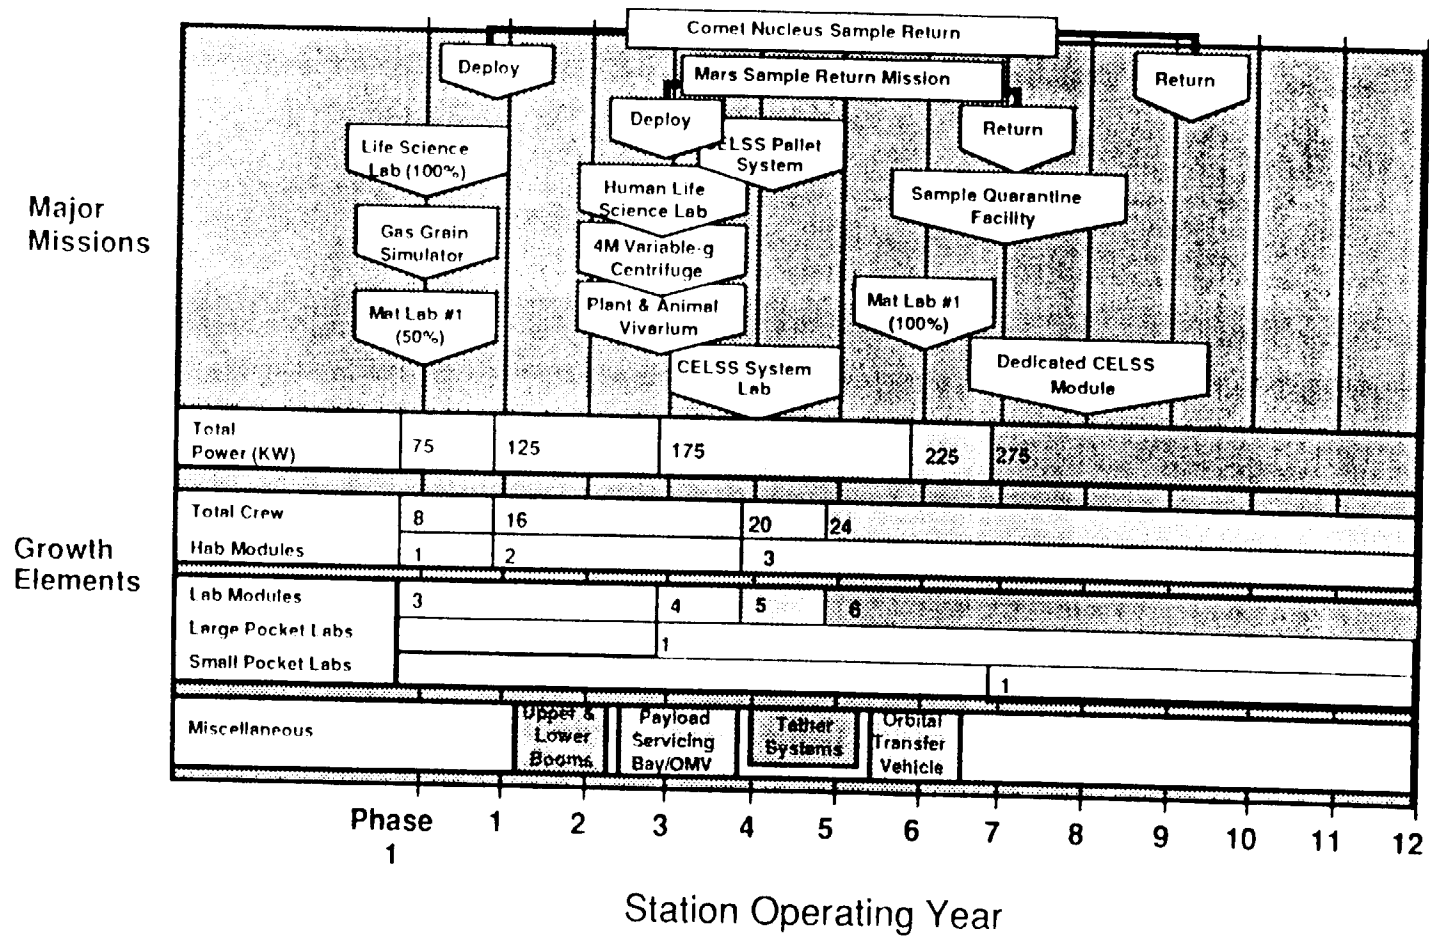 Comet Nucleus Sample Return
Deploy
Return
Mars Sample Return Mission
Deploy
Return
Life Science
Lab (100%)
CELSS Pallet
System
Human Life
Science Lab
Sample Quarantine
Facility
Major
Missions
Gas Grain
Simulator
4M Variable-g
Centrifuge
Mat Lab #1
(50%)
Plant & Animal
Vivarium
Mat Lab #1
(100%)
CELSS System
Lab
Dedicated CELSS
Module
Total
Power (KW)
75
125
175
225
275
Growth
Elements
Total Crew
8
16
20
24
Hab Modules
1
2
3
Lab Modules
3
4
5
6
Large Pocket Labs
1
Small Pocket Labs
1
Miscellaneous
Upper &
Lower
Booms
Payload
Servicing
Bay/OMV
Tether
Systems
Orbital
Transfer
Vehicle
Phase
1
1 2 3 4 5 6 7 8 9 10 11 12
Station Operating Year